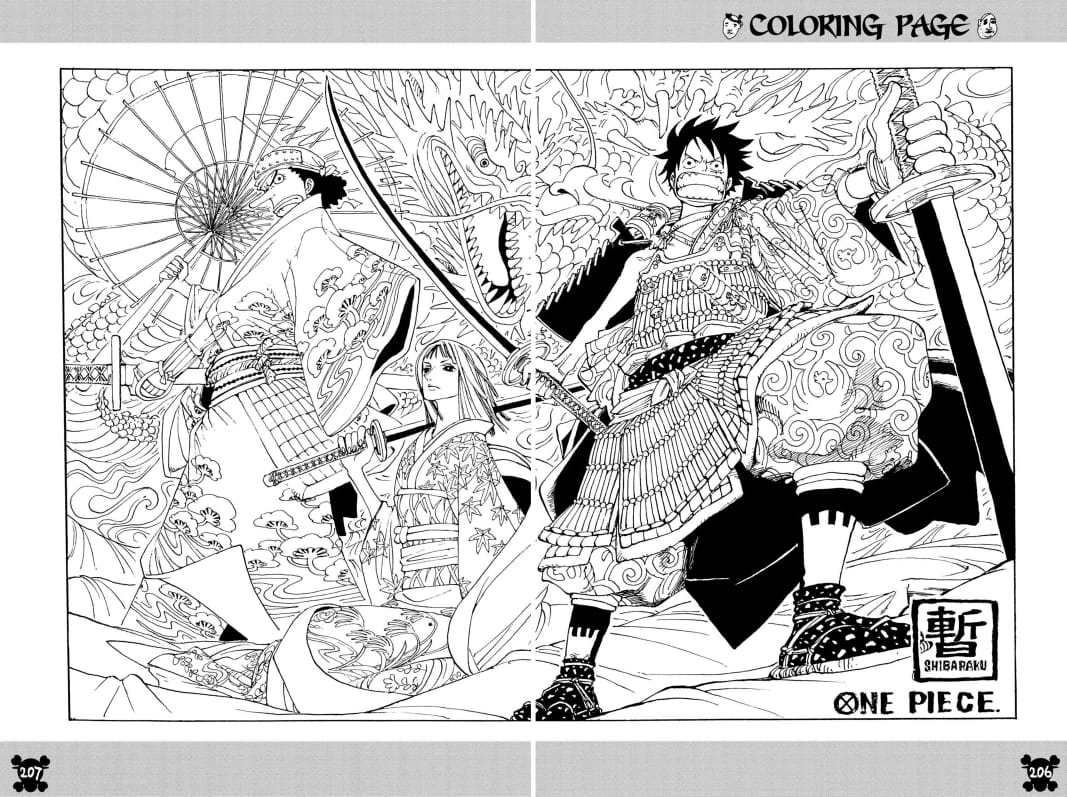 COLORING PAGE
暫
SHIBARAKU
ONE PIECE.
207
206